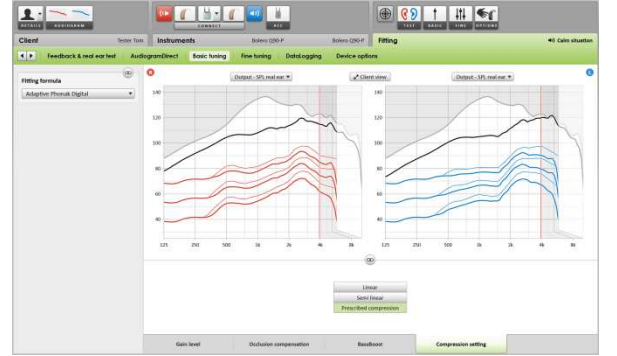 DETAILS AUDIOGRAM CONNECT ACC TEST BASIC FINE OPTIONS
Client Tester Tom Instruments Bolero Q90-P Bolero Q90-P Fitting Calm situation
Feedback & real ear test AudiogramDirect Basic tuning Fine tuning DataLogging Device options
Fitting formula
Adaptive Phonak Digital
R Output - SPL real ear Client view Output - SPL real ear L
140 140
120 120
100 100
80 80
60 60
40 40
125 250 500 1k 2k 4k 8k 125 250 500 1k 2k 4k 8k
Linear
Semi linear
Prescribed compression
Gain level Occlusion compensation BassBoost Compression setting